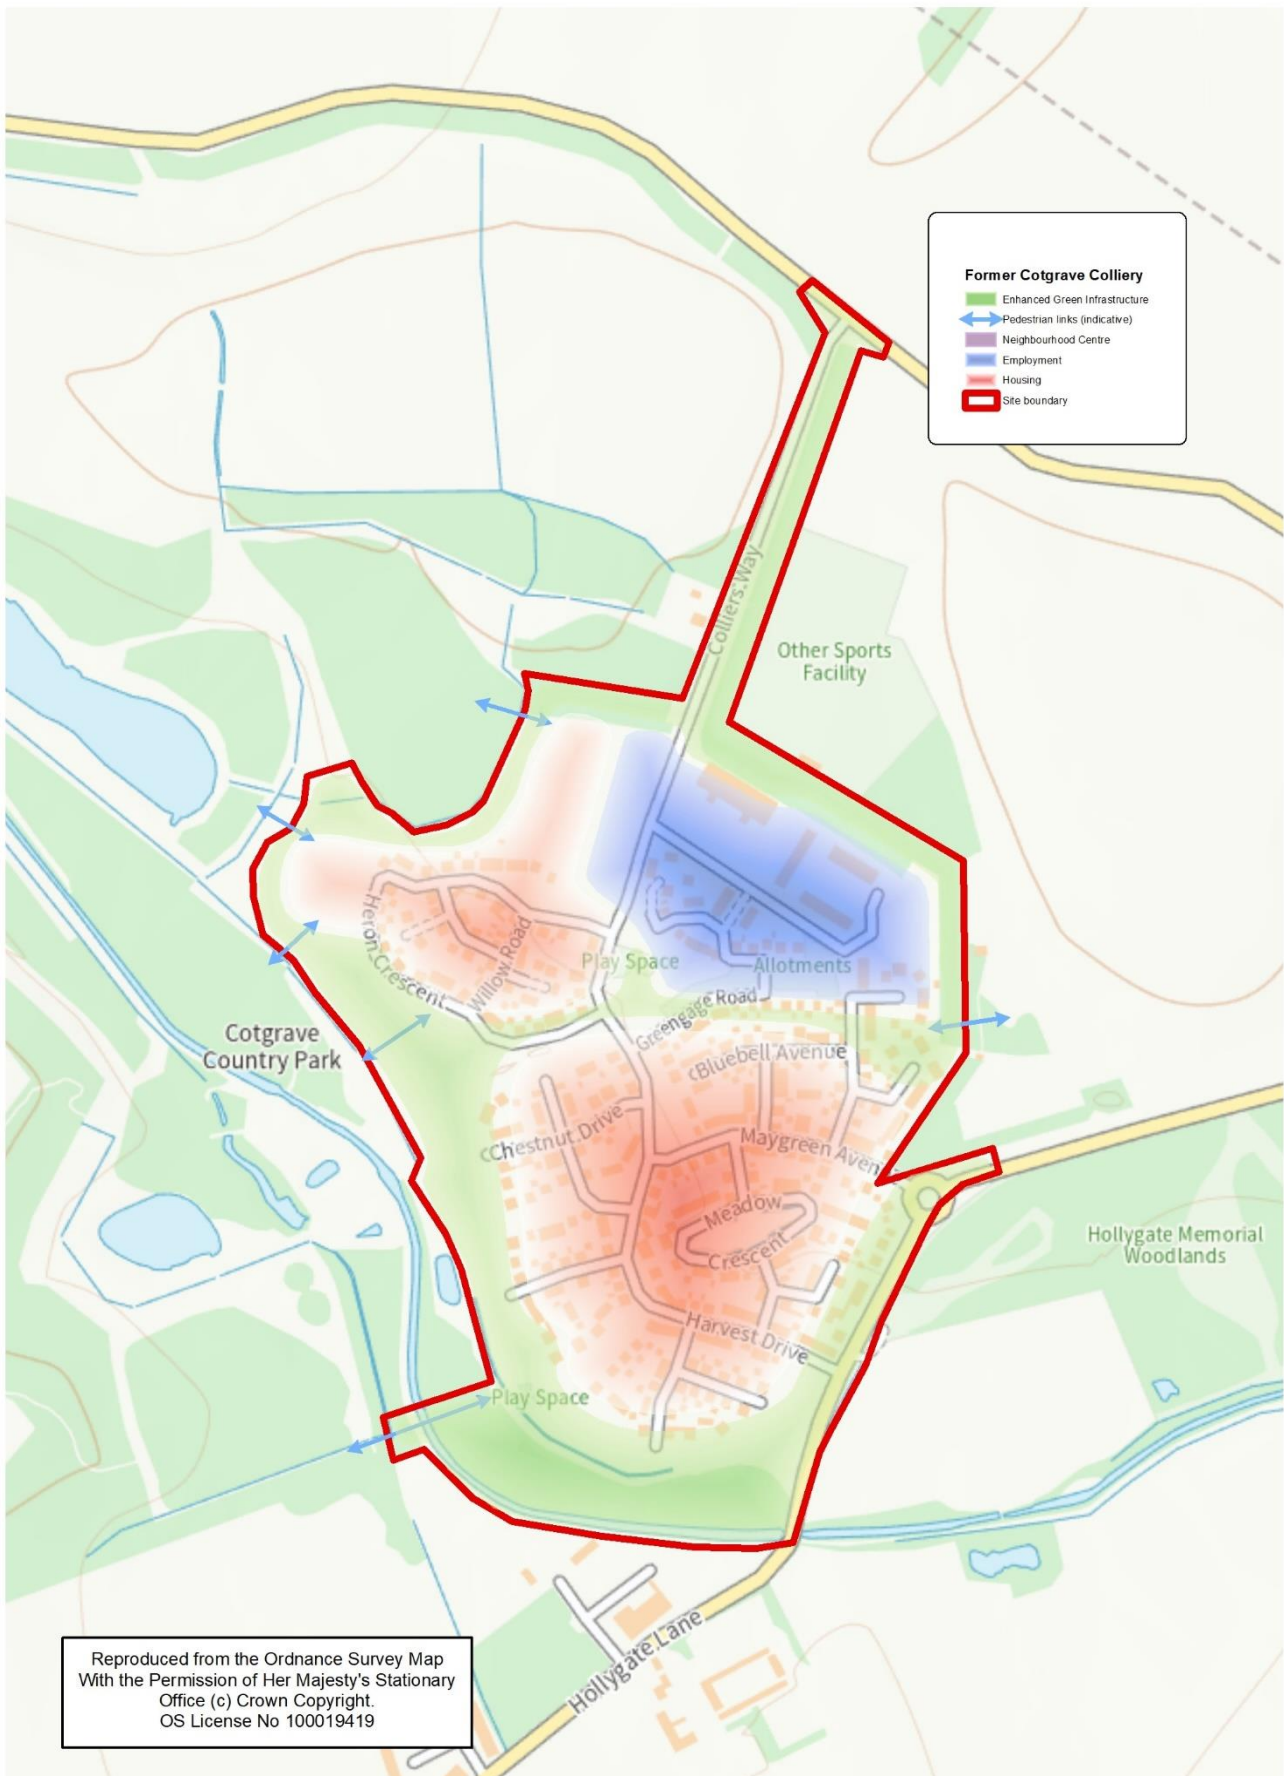 Former Cotgrave Colliery
Enhanced Green Infrastructure
Pedestrian links (indicative)
Neighbourhood Centre
Employment
Housing
Site boundary
Colliers Way
Other Sports
Facility
Heron Crescent
Willow Road
Play Space
Allotments
Greengage Road
Cotgrave
Country Park
Bluebell Avenue
Chestnut Drive
Maygreen Aven
Meadow
Crescent
Hollygate Memorial
Woodlands
Harvest Drive
Play Space
Hollygate Lane
Reproduced from the Ordnance Survey Map
With the Permission of Her Majesty's Stationary
Office (c) Crown Copyright.
OS License No 100019419